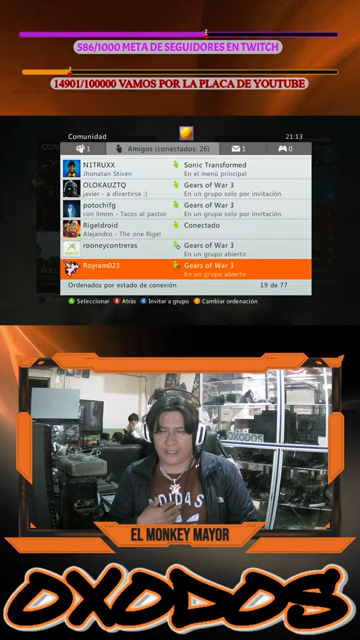 586/1000 META DE SEGUIDORES EN TWITCH
14901/100000 VAMOS POR LA PLACA DE YOUTUBE
Comunidad 21:13
1 Amigos (conectados: 26) 1 0
N1TRUXX Sonic Transformed
Jhonatan Stiven En el menú principal
OLOKAUZTQ Gears of War 3
javier - a divertirse :) En un grupo solo por invitación
potochifg Gears of War 3
con limon - Tacos al pastor En un grupo solo por invitación
Rigeldroid Conectado
Alejandro - The one Rigel
rooneycontreras Gears of War 3
En un grupo abierto
Royram023 Gears of War 3
En un grupo abierto
Ordenados por estado de conexión 19 de 77
A Seleccionar B Atrás X Invitar a grupo Y Cambiar ordenación
ADIDAS
EL MONKEY MAYOR
OXODOS